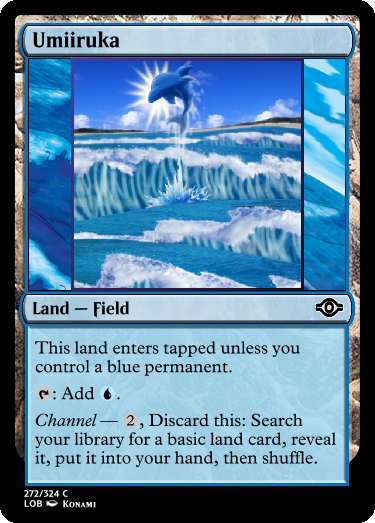 Umiiruka
Land — Field
This land enters tapped unless you
control a blue permanent.
: Add .
Channel — 2, Discard this: Search
your library for a basic land card, reveal
it, put it into your hand, then shuffle.
272/324 C
LOB Konami